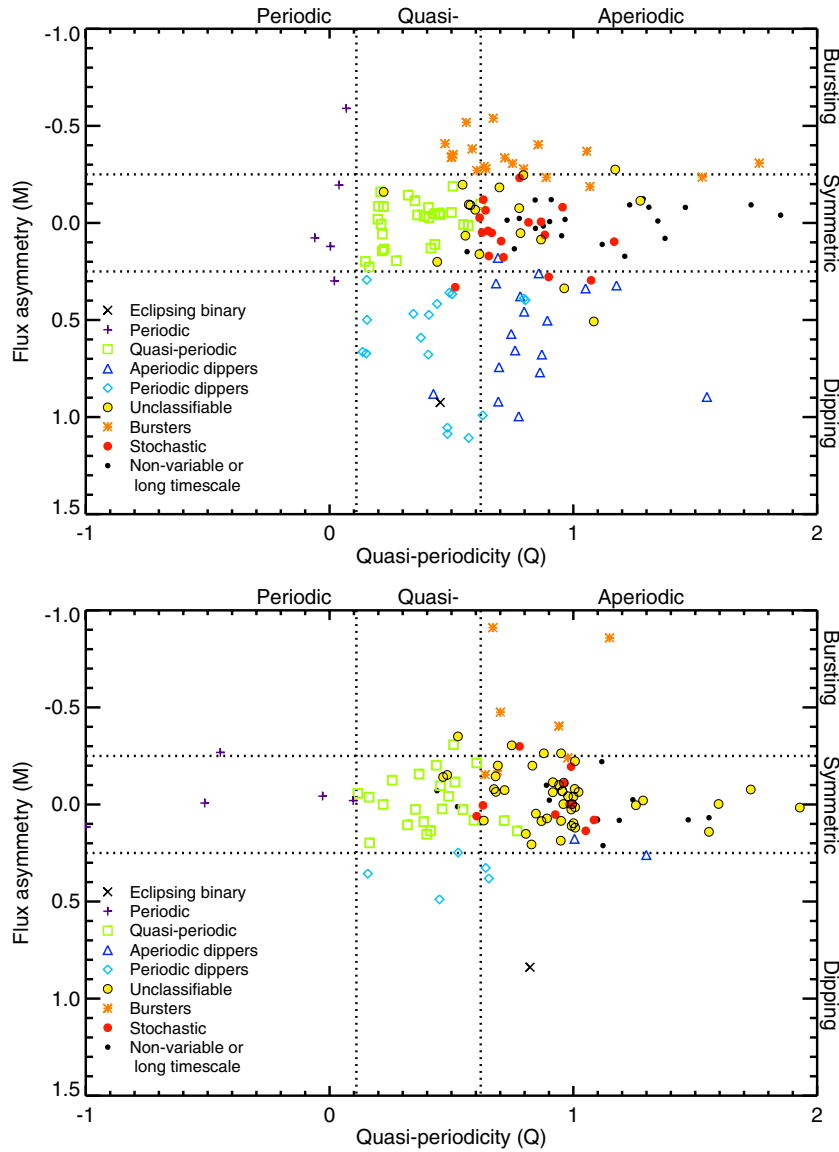 Periodic Quasi- Aperiodic
-1.0
-0.5
0.0
0.5
1.0
1.5
Flux asymmetry (M)
Bursting
Symmetric
Dipping
Eclipsing binary
Periodic
Quasi-periodic
Aperiodic dippers
Periodic dippers
Unclassifiable
Bursters
Stochastic
Non-variable or
long timescale
-1 0 1 2
Quasi-periodicity (Q)
Periodic Quasi- Aperiodic
-1.0
-0.5
0.0
0.5
1.0
1.5
Flux asymmetry (M)
Bursting
Symmetric
Dipping
Eclipsing binary
Periodic
Quasi-periodic
Aperiodic dippers
Periodic dippers
Unclassifiable
Bursters
Stochastic
Non-variable or
long timescale
-1 0 1 2
Quasi-periodicity (Q)